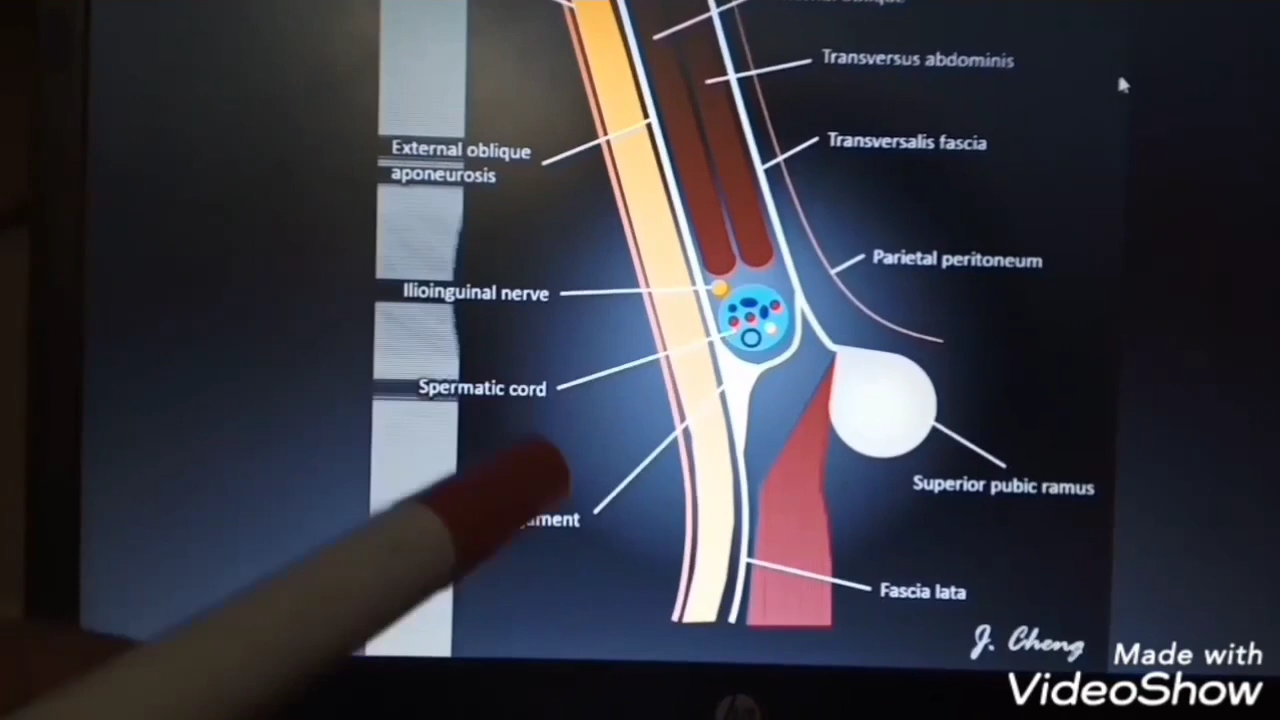 Transversus abdominis
External oblique
aponeurosis
Transversalis fascia
Parietal peritoneum
Ilioinguinal nerve
Spermatic cord
Superior pubic ramus
Fascia lata
J. Cheng
Made with
VideoShow